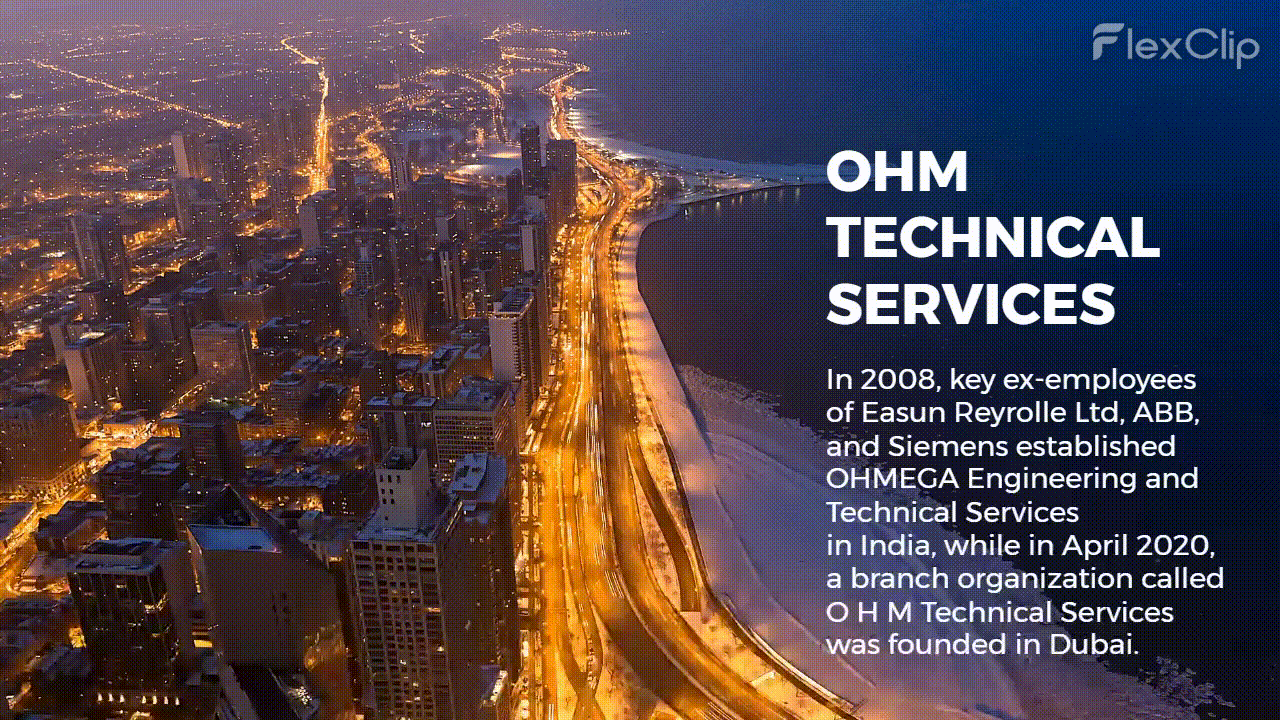 FlexClip
OHM
TECHNICAL
SERVICES
In 2008, key ex-employees
of Easun Reyrolle Ltd, ABB,
and Siemens established
OHMEGA Engineering and
Technical Services
in India, while in April 2020,
a branch organization called
O H M Technical Services
was founded in Dubai.